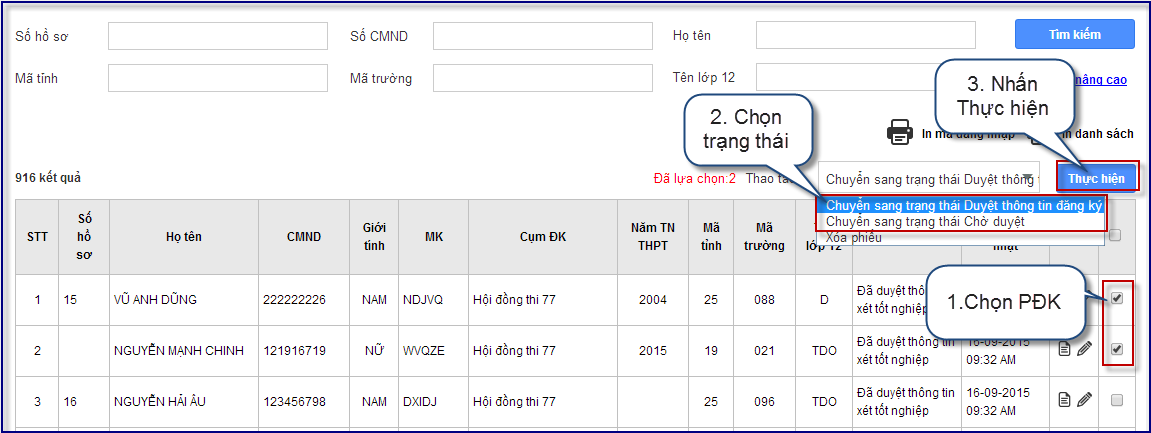 Số hồ sơ Số CMND Họ tên Tìm kiếm
Mã tỉnh Mã trường Tên lớp 12 nâng cao
3. Nhấn
Thực hiện
2. Chọn
trạng thái
In mã đăng nhập n danh sách
916 kết quả Đã lựa chọn:2 Thao tá Chuyển sang trạng thái Duyệt thông t Thực hiện
Chuyển sang trạng thái Duyệt thông tin đăng ký
Chuyển sang trạng thái Chờ duyệt
Xóa phiếu
STT Số hồ sơ Họ tên CMND Giới tính MK Cụm ĐK Năm TN THPT Mã tỉnh Mã trường lớp 12 nhật
1 15 VŨ ANH DŨNG 222222226 NAM NDJVQ Hội đồng thi 77 2004 25 088 D Đã duyệt thô xét tốt nghiệp
1.Chọn PĐK
2 NGUYỄN MẠNH CHINH 121916719 NỮ WVQZE Hội đồng thi 77 2015 19 021 TDO Đã duyệt thông tin xét tốt nghiệp 16-09-2015 09:32 AM
3 16 NGUYỄN HẢI ÂU 123456798 NAM DXIDJ Hội đồng thi 77 25 096 TDO Đã duyệt thông tin xét tốt nghiệp 16-09-2015 09:32 AM